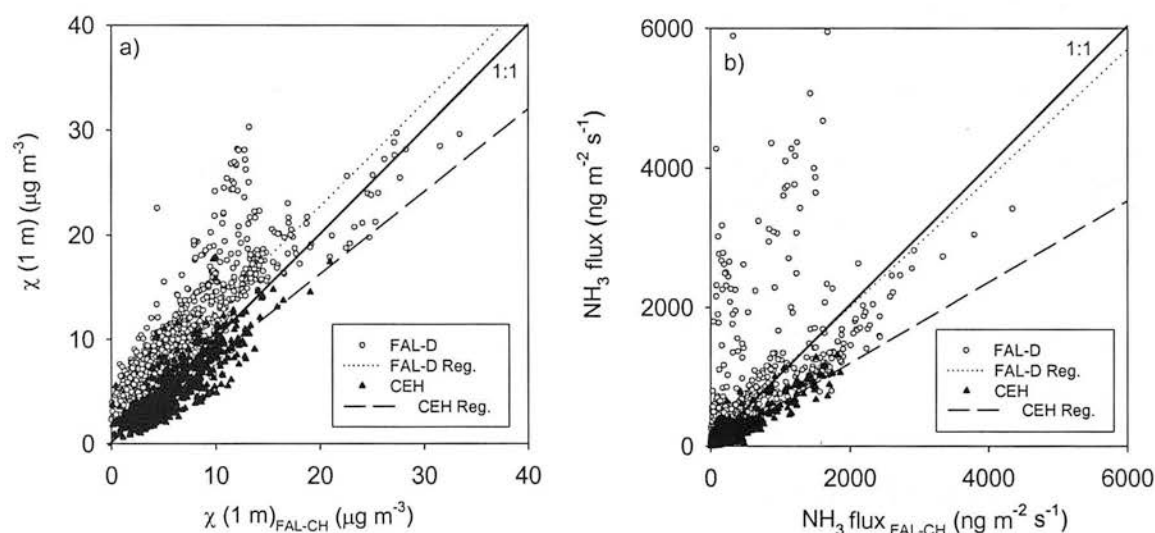 a)
40
30
20
10
0
χ (1 m) (μg m⁻³)
1:1
FAL-D
FAL-D Reg.
CEH
CEH Reg.
0 10 20 30 40
χ (1 m)FAL-CH (μg m⁻³)
b)
6000
4000
2000
0
NH₃ flux (ng m⁻² s⁻¹)
1:1
FAL-D
FAL-D Reg.
CEH
CEH Reg.
0 2000 4000 6000
NH₃ flux FAL-CH (ng m⁻² s⁻¹)